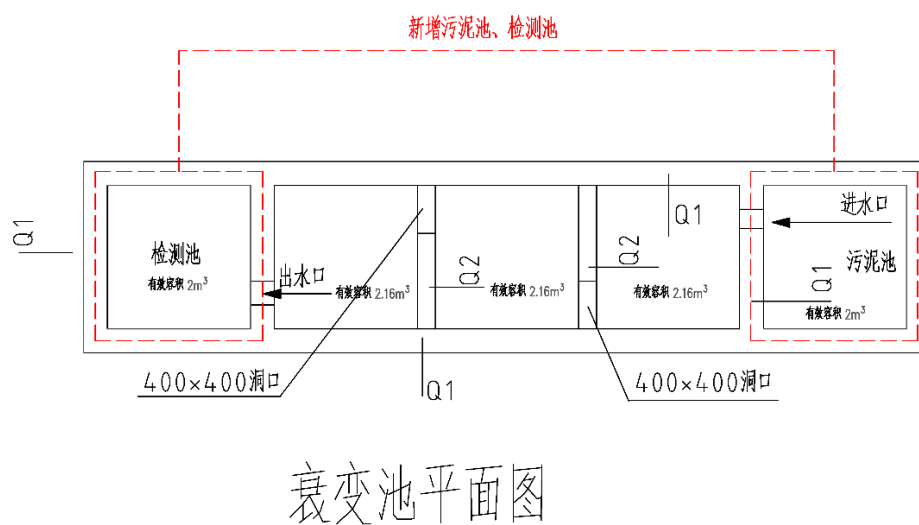 新增污泥池、检测池
Q1
检测池
有效容积 2m³
出水口
有效容积 2.16m³
Q2
有效容积 2.16m³
Q2
Q1
有效容积 2.16m³
进水口
污泥池
Q1
有效容积 2m³
400×400洞口
Q1
400×400洞口
衰变池平面图